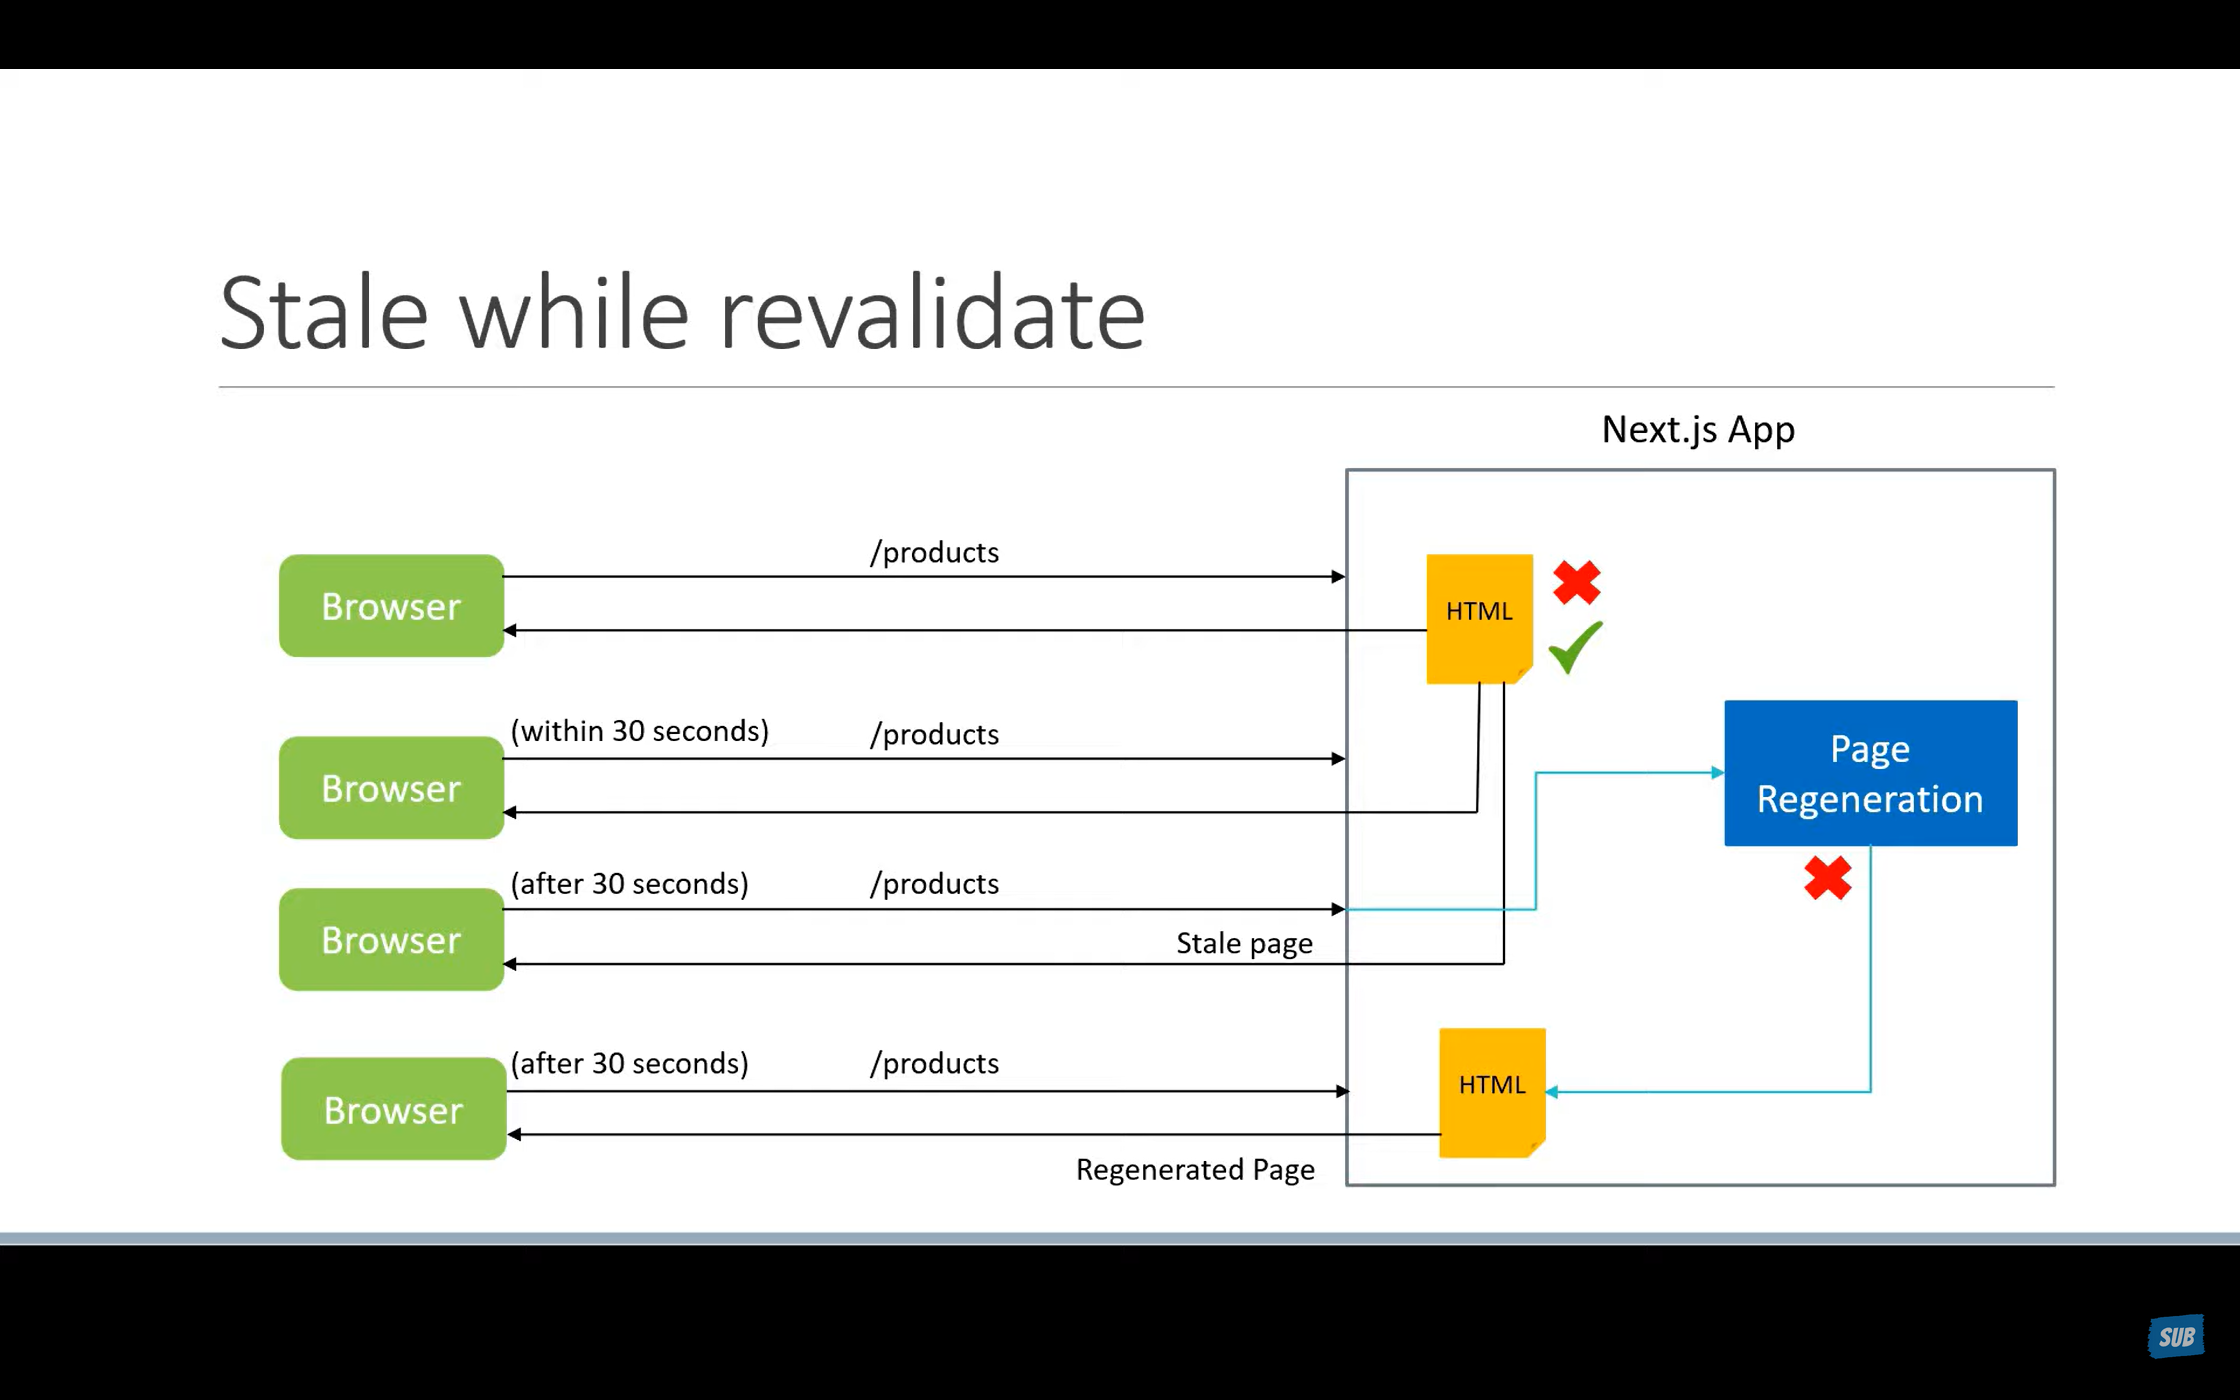 Stale while revalidate
Next.js App
/products
Browser
HTML
(within 30 seconds) /products
Browser
Page
Regeneration
(after 30 seconds) /products
Browser
Stale page
(after 30 seconds) /products
Browser
HTML
Regenerated Page
SUB